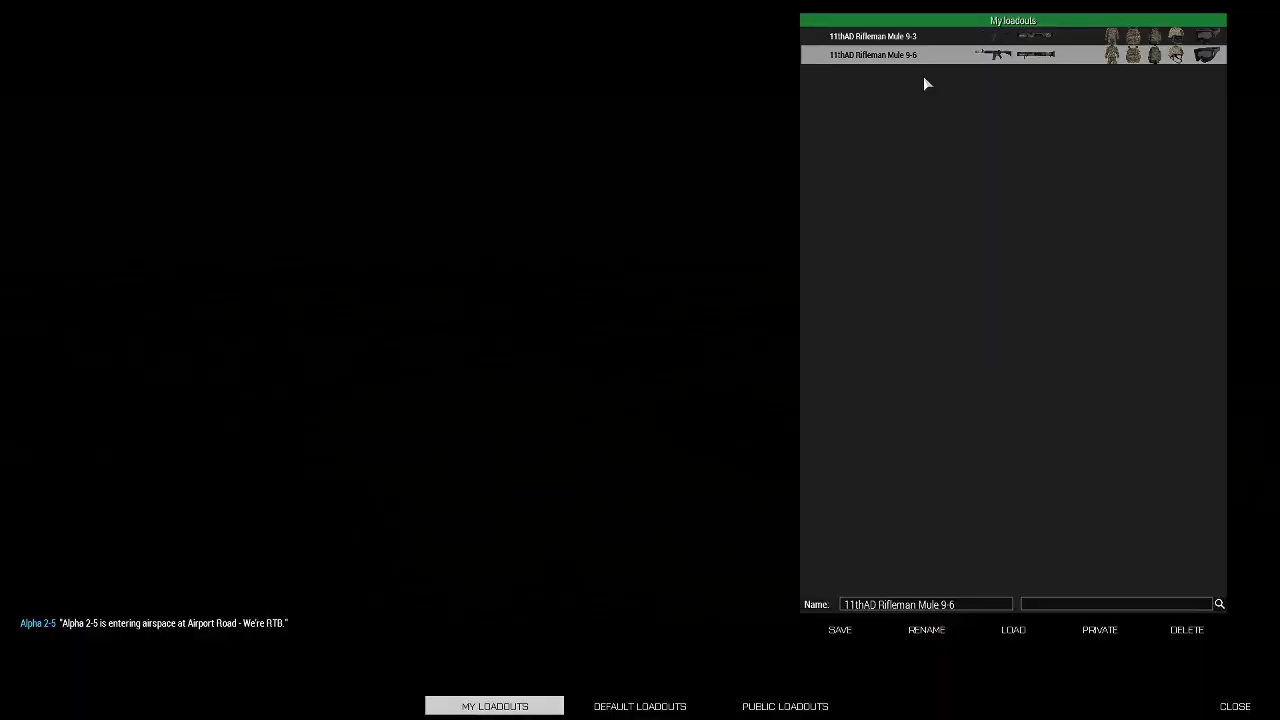 My loadouts
11thAD Rifleman Mule 9-3
11thAD Rifleman Mule 9-6
Name: 11thAD Rifleman Mule 9-6
Alpha 2-5 "Alpha 2-5 is entering airspace at Airport Road - We're RTB."
SAVE RENAME LOAD PRIVATE DELETE
MY LOADOUTS DEFAULT LOADOUTS PUBLIC LOADOUTS CLOSE